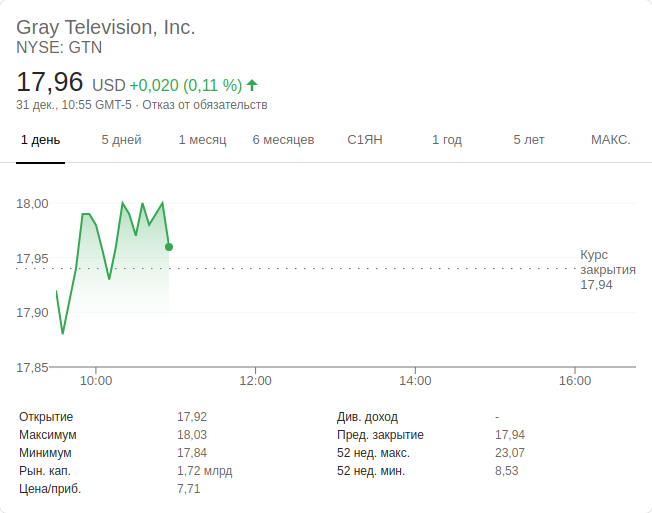 Gray Television, Inc.
NYSE: GTN
17,96 USD +0,020 (0,11 %)
31 дек., 10:55 GMT-5 · Отказ от обязательств
1 день 5 дней 1 месяц 6 месяцев С1ЯН 1 год 5 лет МАКС.
18,00
17,95
17,90
17,85
Курс
закрытия
17,94
10:00 12:00 14:00 16:00
Открытие 17,92 Див. доход -
Максимум 18,03 Пред. закрытие 17,94
Минимум 17,84 52 нед. макс. 23,07
Рын. кап. 1,72 млрд 52 нед. мин. 8,53
Цена/приб. 7,71